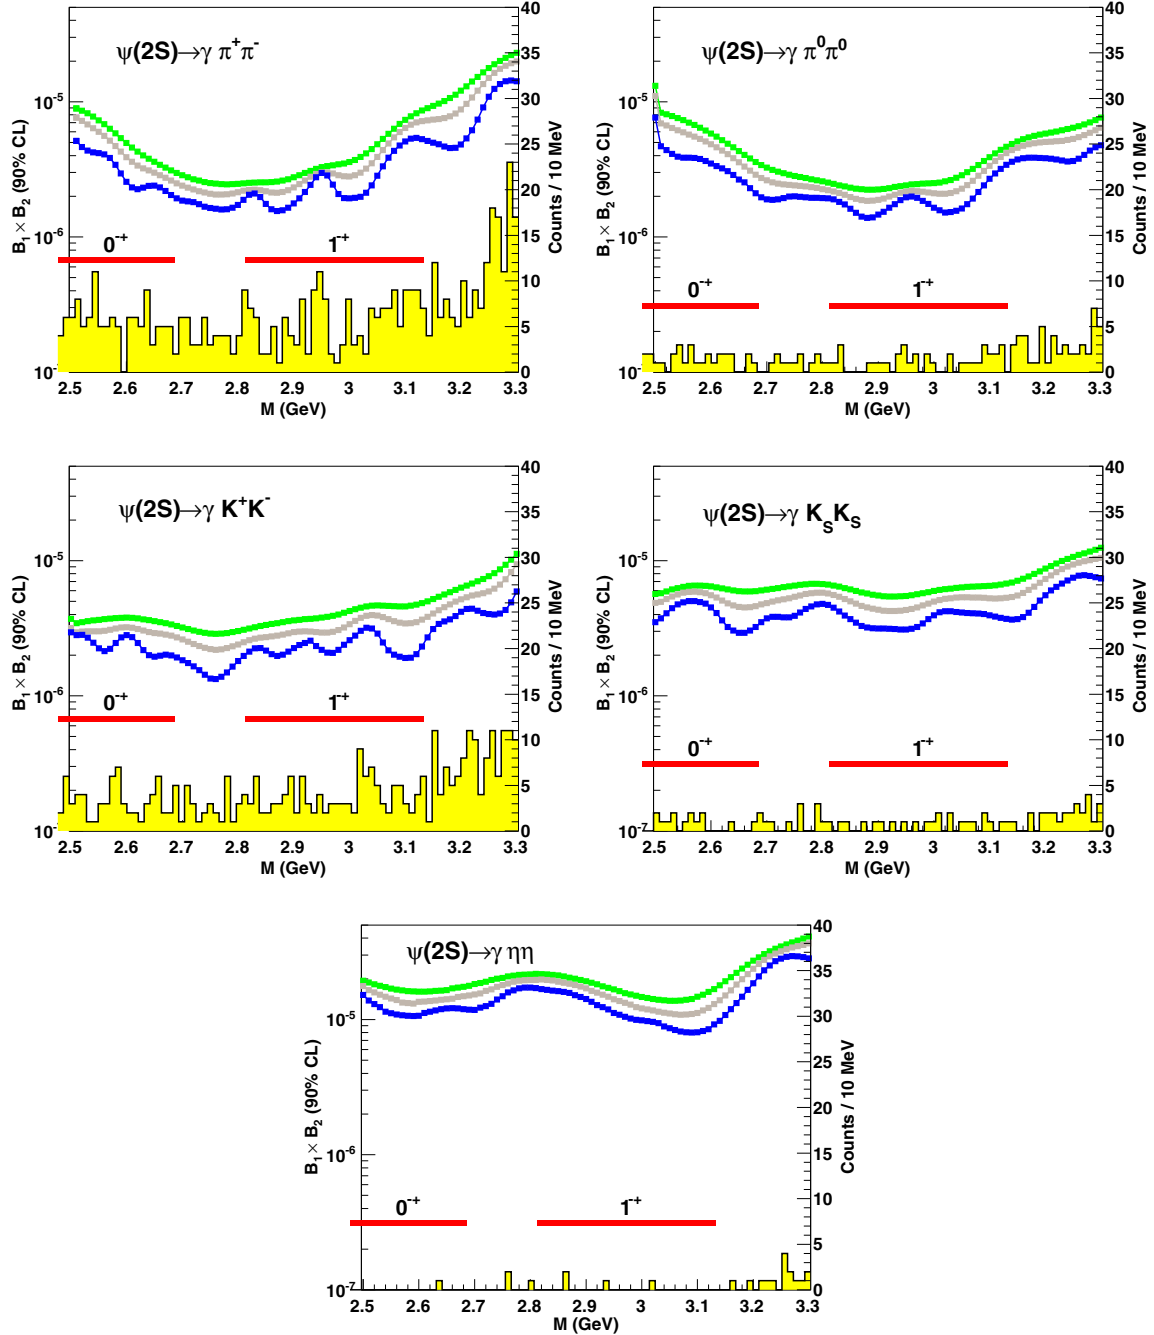 ψ(2S)→γ π⁺π⁻
B₁ × B₂ (90% CL)
10⁻⁵
10⁻⁶
10⁻
0⁻⁺
1⁻⁺
40
35
30
25
20
15
10
5
0
Counts / 10 MeV
2.5 2.6 2.7 2.8 2.9 3 3.1 3.2 3.3
M (GeV)
ψ(2S)→γ π⁰π⁰
B₁ × B₂ (90% CL)
10⁻⁵
10⁻⁶
10⁻
0⁻⁺
1⁻⁺
40
35
30
25
20
15
10
5
0
Counts / 10 MeV
2.5 2.6 2.7 2.8 2.9 3 3.1 3.2 3.3
M (GeV)
ψ(2S)→γ K⁺K⁻
B₁ × B₂ (90% CL)
10⁻⁵
10⁻⁶
10⁻
0⁻⁺
1⁻⁺
40
35
30
25
20
15
10
5
0
Counts / 10 MeV
2.5 2.6 2.7 2.8 2.9 3 3.1 3.2 3.3
M (GeV)
ψ(2S)→γ K_S K_S
B₁ × B₂ (90% CL)
10⁻⁵
10⁻⁶
10⁻⁷
0⁻⁺
1⁻⁺
40
35
30
25
20
15
10
5
0
Counts / 10 MeV
2.5 2.6 2.7 2.8 2.9 3 3.1 3.2 3.3
M (GeV)
ψ(2S)→γ ηη
B₁ × B₂ (90% CL)
10⁻⁵
10⁻⁶
10⁻⁷
0⁻⁺
1⁻⁺
40
35
30
25
20
15
10
5
0
Counts / 10 MeV
2.5 2.6 2.7 2.8 2.9 3 3.1 3.2 3.3
M (GeV)